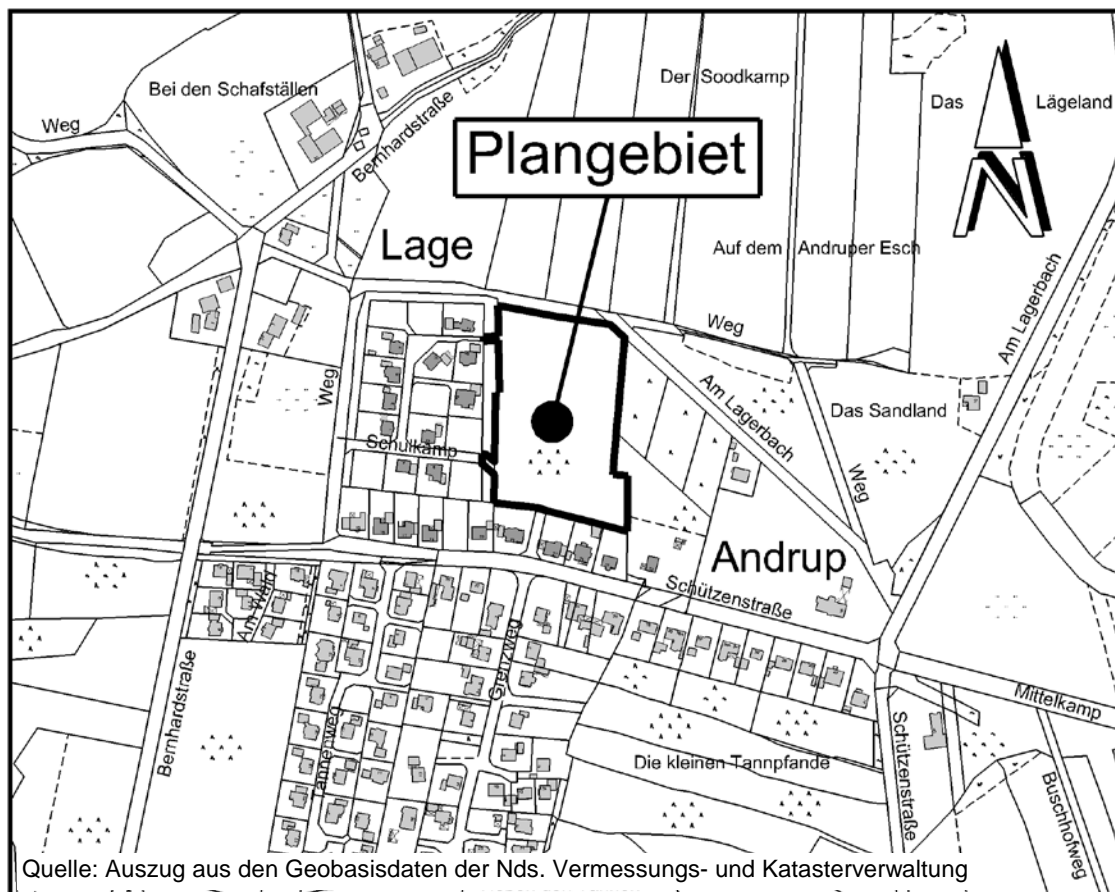 Bei den Schafställen
Weg
Bernhardstraße
Der Soodkamp
Das Lägeland
Plangebiet
Lage
Auf dem Andruper Esch
Am Lagerbach
Weg
Weg
Am Lagerbach
Das Sandland
Weg
Schulkamp
Andrup
Schützenstraße
Am Wald
Grenzweg
Bernhardstraße
Tannenweg
Mittelkamp
Die kleinen Tannpfande
Schützenstraße
Buschhofweg
Quelle: Auszug aus den Geobasisdaten der Nds. Vermessungs- und Katasterverwaltung
N